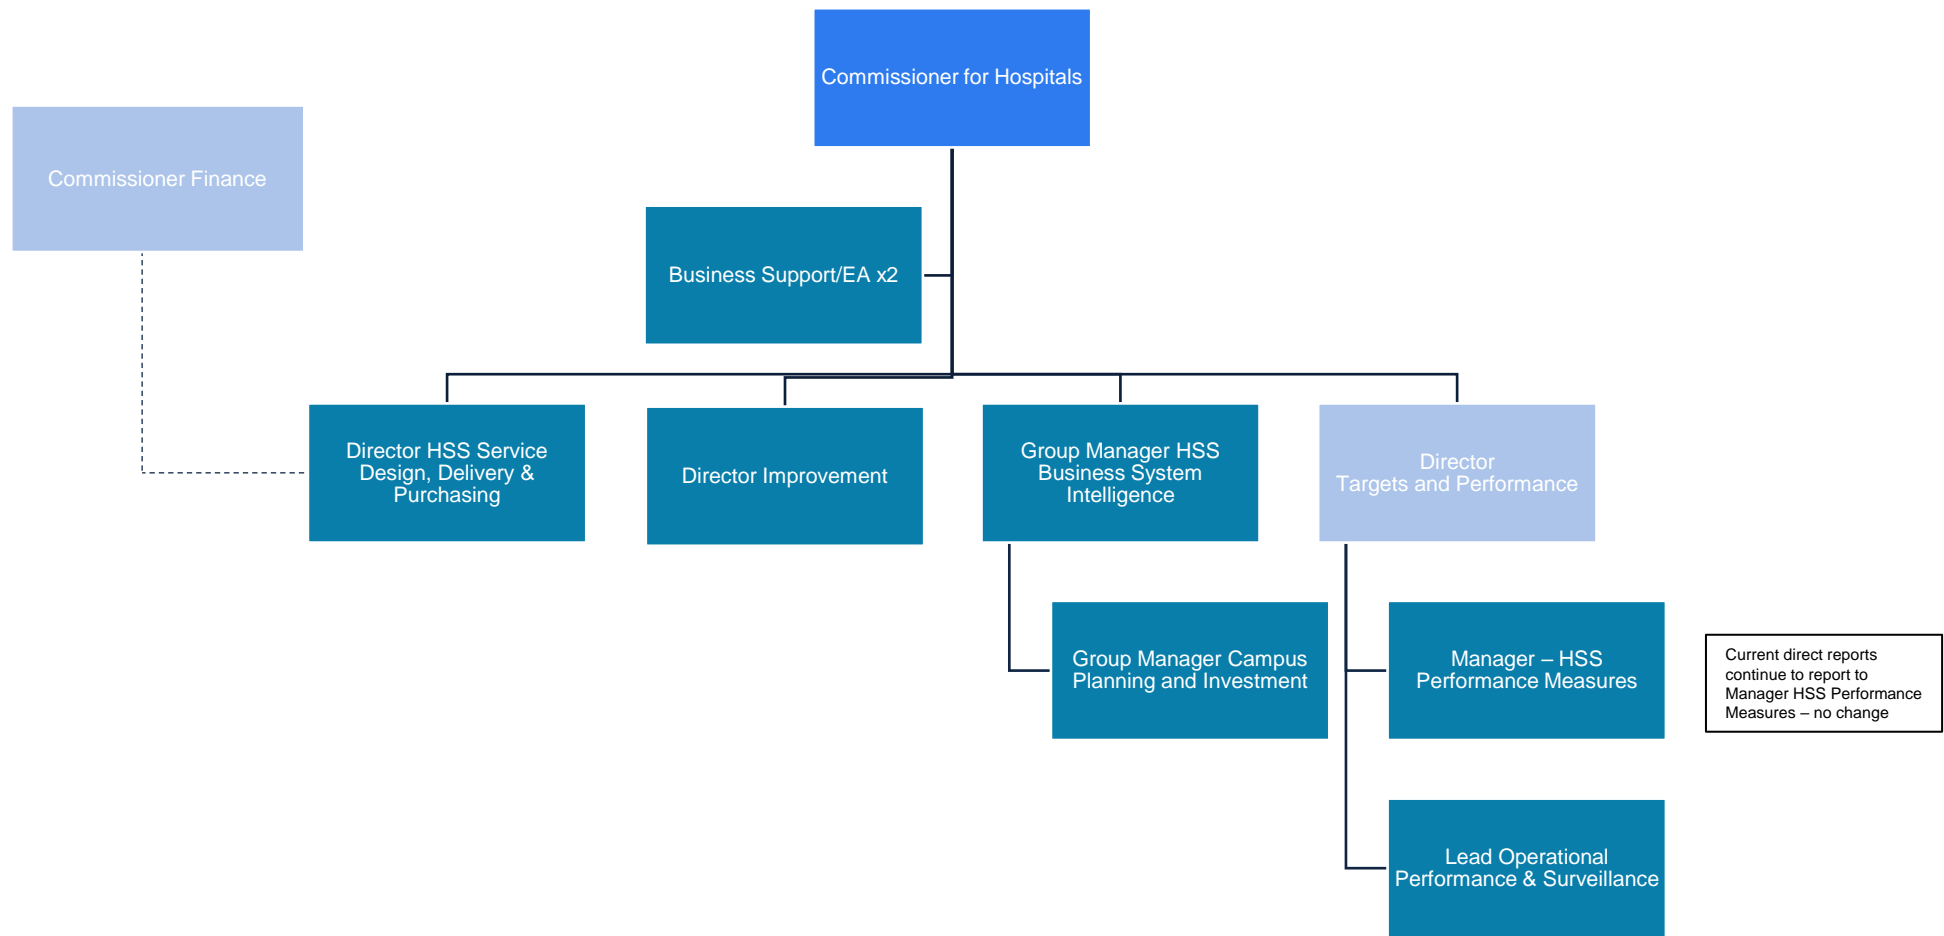 Commissioner for Hospitals
Commissioner Finance
Business Support/EA x2
Director HSS Service
Design, Delivery &
Purchasing
Director Improvement
Group Manager HSS
Business System
Intelligence
Director
Targets and Performance
Group Manager Campus
Planning and Investment
Manager – HSS
Performance Measures
Current direct reports
continue to report to
Manager HSS Performance
Measures – no change
Lead Operational
Performance & Surveillance